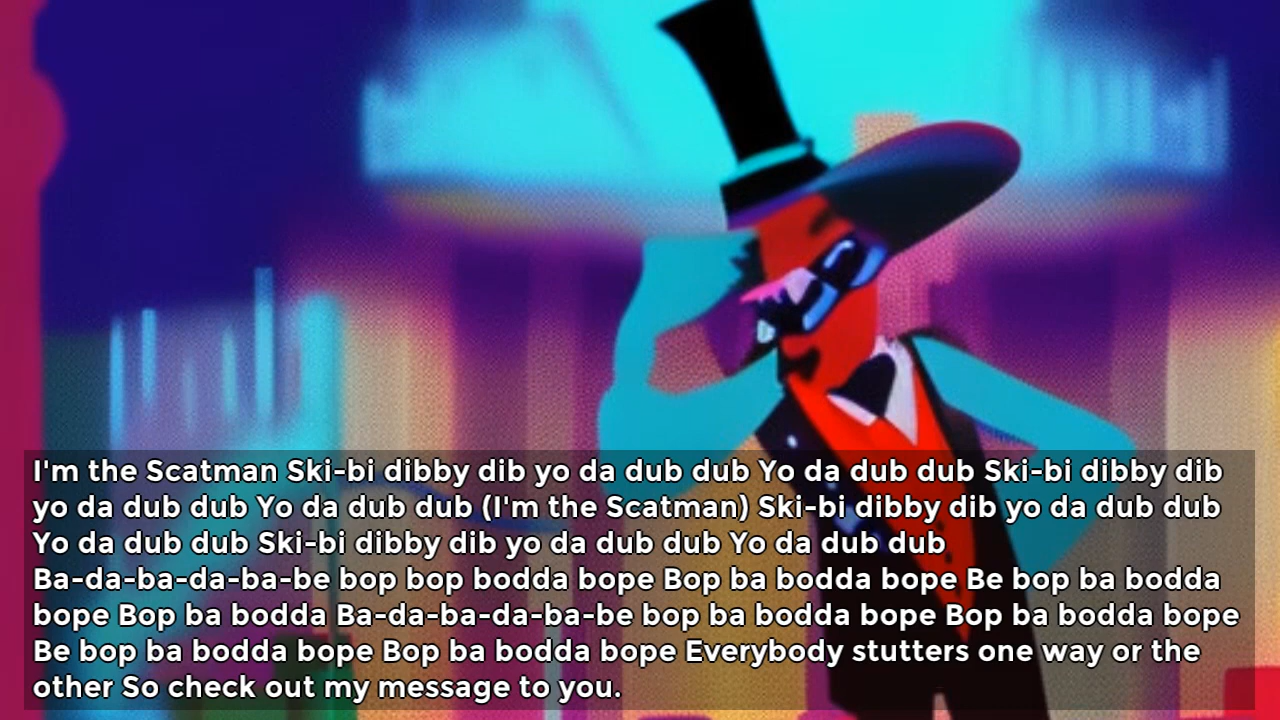 I'm the Scatman Ski-bi dibby dib yo da dub dub Yo da dub dub Ski-bi dibby dib
yo da dub dub Yo da dub dub (I'm the Scatman) Ski-bi dibby dib yo da dub dub
Yo da dub dub Ski-bi dibby dib yo da dub dub Yo da dub dub
Ba-da-ba-da-ba-be bop bop bodda bope Bop ba bodda bope Be bop ba bodda
bope Bop ba bodda Ba-da-ba-da-ba-be bop ba bodda bope Bop ba bodda bope
Be bop ba bodda bope Bop ba bodda bope Everybody stutters one way or the
other So check out my message to you.